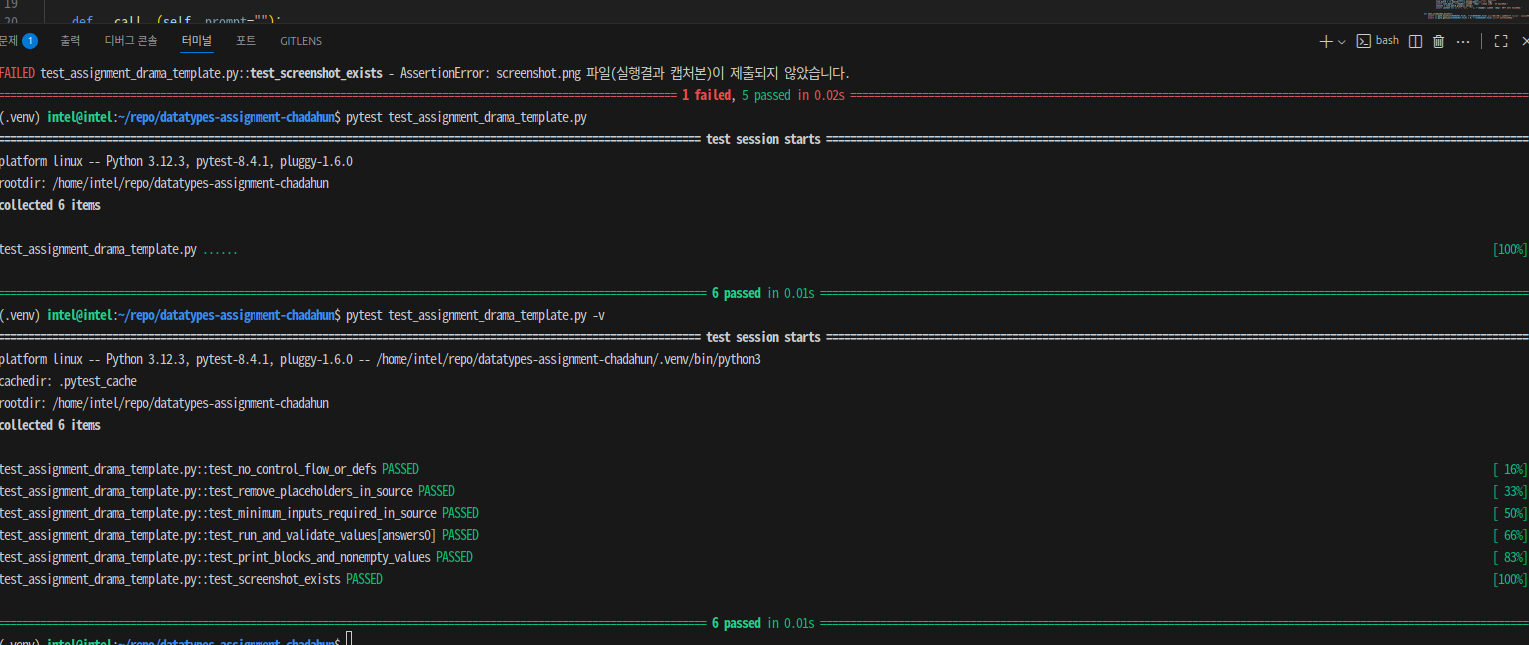 19
20 def __call__(self, prompt=""):
문제 1 출력 디버그 콘솔 터미널 포트 GITLENS bash
FAILED test_assignment_drama_template.py::test_screenshot_exists - AssertionError: screenshot.png 파일(실행결과 캡처본)이 제출되지 않았습니다.
1 failed, 5 passed in 0.02s
(.venv) intel@intel:~/repo/datatypes-assignment-chadahun$ pytest test_assignment_drama_template.py
test session starts
platform linux -- Python 3.12.3, pytest-8.4.1, pluggy-1.6.0
rootdir: /home/intel/repo/datatypes-assignment-chadahun
collected 6 items
test_assignment_drama_template.py ...... [100%]
6 passed in 0.01s
(.venv) intel@intel:~/repo/datatypes-assignment-chadahun$ pytest test_assignment_drama_template.py -v
test session starts
platform linux -- Python 3.12.3, pytest-8.4.1, pluggy-1.6.0 -- /home/intel/repo/datatypes-assignment-chadahun/.venv/bin/python3
cachedir: .pytest_cache
rootdir: /home/intel/repo/datatypes-assignment-chadahun
collected 6 items
test_assignment_drama_template.py::test_no_control_flow_or_defs PASSED [ 16%]
test_assignment_drama_template.py::test_remove_placeholders_in_source PASSED [ 33%]
test_assignment_drama_template.py::test_minimum_inputs_required_in_source PASSED [ 50%]
test_assignment_drama_template.py::test_run_and_validate_values[answers0] PASSED [ 66%]
test_assignment_drama_template.py::test_print_blocks_and_nonempty_values PASSED [ 83%]
test_assignment_drama_template.py::test_screenshot_exists PASSED [100%]
6 passed in 0.01s
(.venv) intel@intel:~/repo/datatypes-assignment-chadahun$